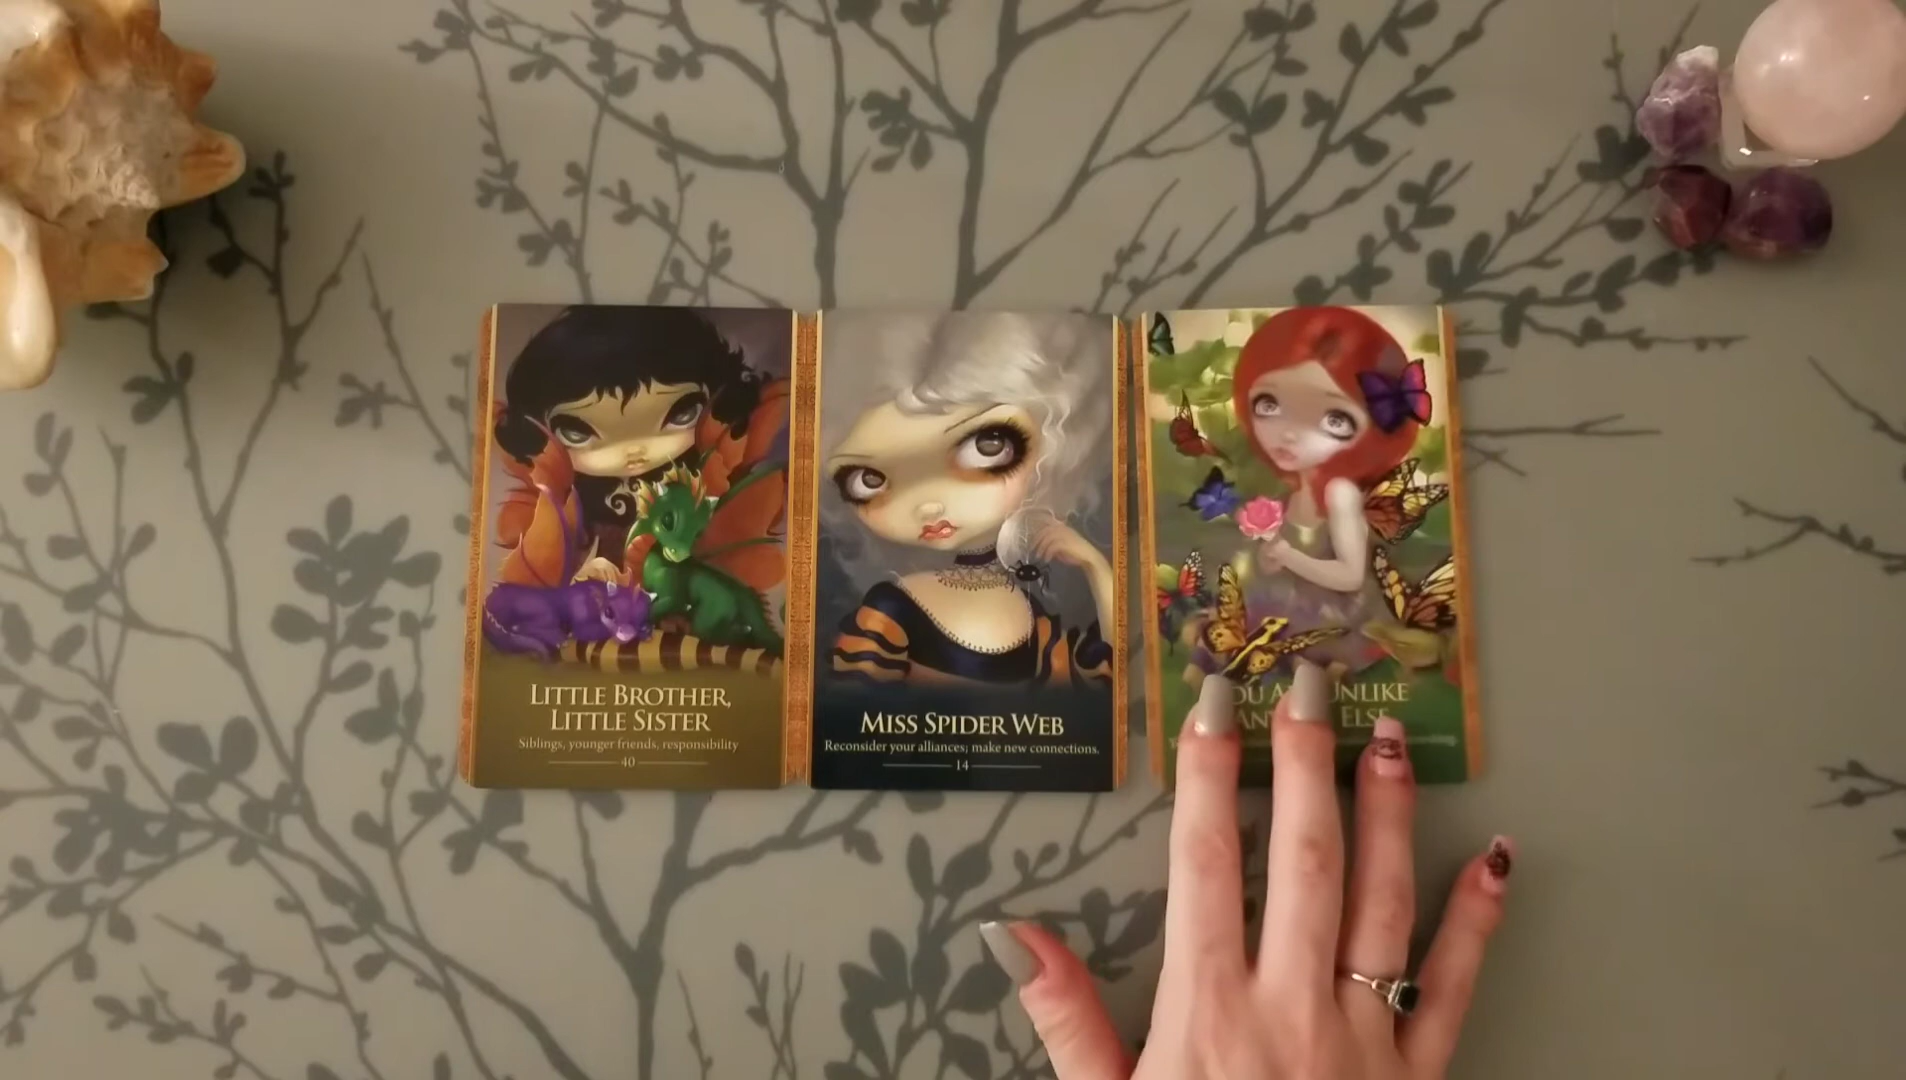 LITTLE BROTHER,
LITTLE SISTER
Siblings, younger friends, responsibility
40
MISS SPIDER WEB
Reconsider your alliances; make new connections.
14
UNLIKE
ELSE